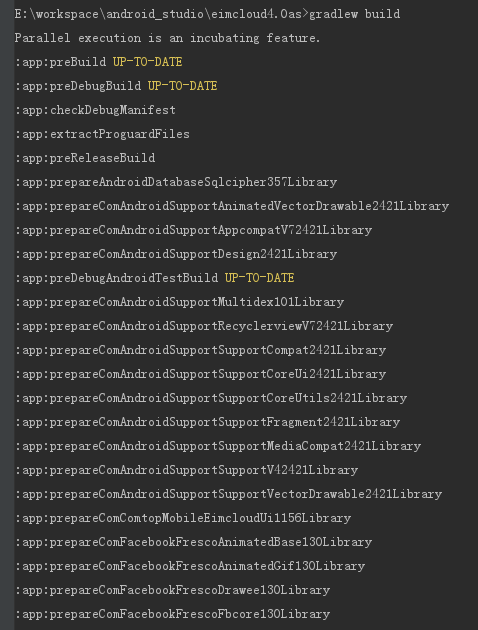 E:\workspace\android_studio\eimcloud4.0as>gradlew build
Parallel execution is an incubating feature.
:app:preBuild UP-TO-DATE
:app:preDebugBuild UP-TO-DATE
:app:checkDebugManifest
:app:extractProguardFiles
:app:preReleaseBuild
:app:prepareAndroidDatabaseSqlcipher357Library
:app:prepareComAndroidSupportAnimatedVectorDrawable2421Library
:app:prepareComAndroidSupportAppcompatV72421Library
:app:prepareComAndroidSupportDesign2421Library
:app:preDebugAndroidTestBuild UP-TO-DATE
:app:prepareComAndroidSupportMultidex101Library
:app:prepareComAndroidSupportRecyclerviewV72421Library
:app:prepareComAndroidSupportSupportCompat2421Library
:app:prepareComAndroidSupportSupportCoreUi2421Library
:app:prepareComAndroidSupportSupportCoreUtils2421Library
:app:prepareComAndroidSupportSupportFragment2421Library
:app:prepareComAndroidSupportSupportMediaCompat2421Library
:app:prepareComAndroidSupportSupportV42421Library
:app:prepareComAndroidSupportSupportVectorDrawable2421Library
:app:prepareComComtopMobileEimcloudUi1156Library
:app:prepareComFacebookFrescoAnimatedBase130Library
:app:prepareComFacebookFrescoAnimatedGif130Library
:app:prepareComFacebookFrescoDrawee130Library
:app:prepareComFacebookFrescoFbcore130Library